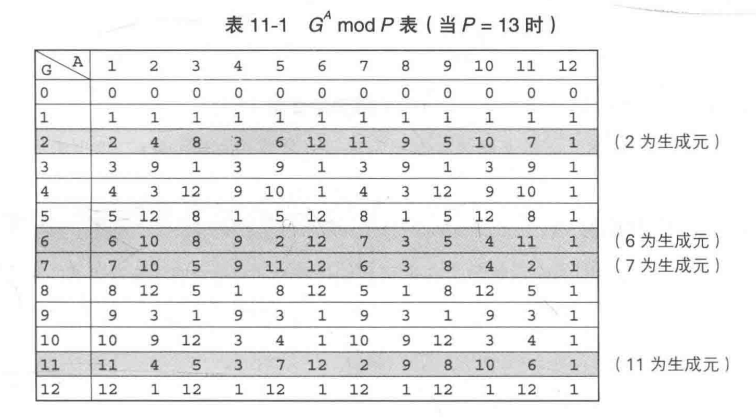 表 11-1 G^A mod P 表（当 P = 13 时）
G A 1 2 3 4 5 6 7 8 9 10 11 12
0 0 0 0 0 0 0 0 0 0 0 0 0
1 1 1 1 1 1 1 1 1 1 1 1 1
2 2 4 8 3 6 12 11 9 5 10 7 1 （2 为生成元）
3 3 9 1 3 9 1 3 9 1 3 9 1
4 4 3 12 9 10 1 4 3 12 9 10 1
5 5 12 8 1 5 12 8 1 5 12 8 1
6 6 10 8 9 2 12 7 3 5 4 11 1 （6 为生成元）
7 7 10 5 9 11 12 6 3 8 4 2 1 （7 为生成元）
8 8 12 5 1 8 12 5 1 8 12 5 1
9 9 3 1 9 3 1 9 3 1 9 3 1
10 10 9 12 3 4 1 10 9 12 3 4 1
11 11 4 5 3 7 12 2 9 8 10 6 1 （11 为生成元）
12 12 1 12 1 12 1 12 1 12 1 12 1